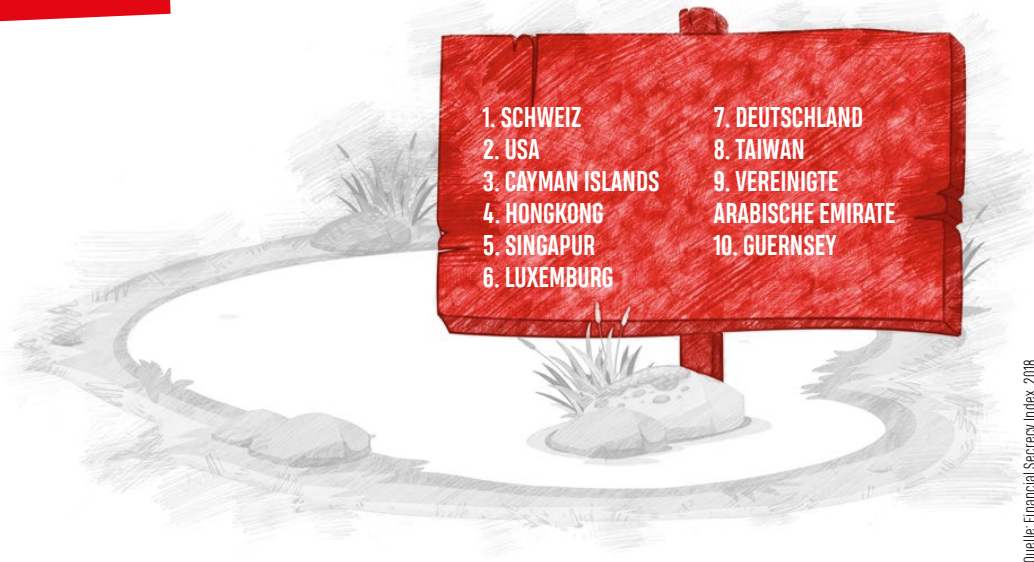 1. SCHWEIZ
2. USA
3. CAYMAN ISLANDS
4. HONGKONG
5. SINGAPUR
6. LUXEMBURG
7. DEUTSCHLAND
8. TAIWAN
9. VEREINIGTE
ARABISCHE EMIRATE
10. GUERNSEY
Quelle: Financial Secrecy Index, 2018